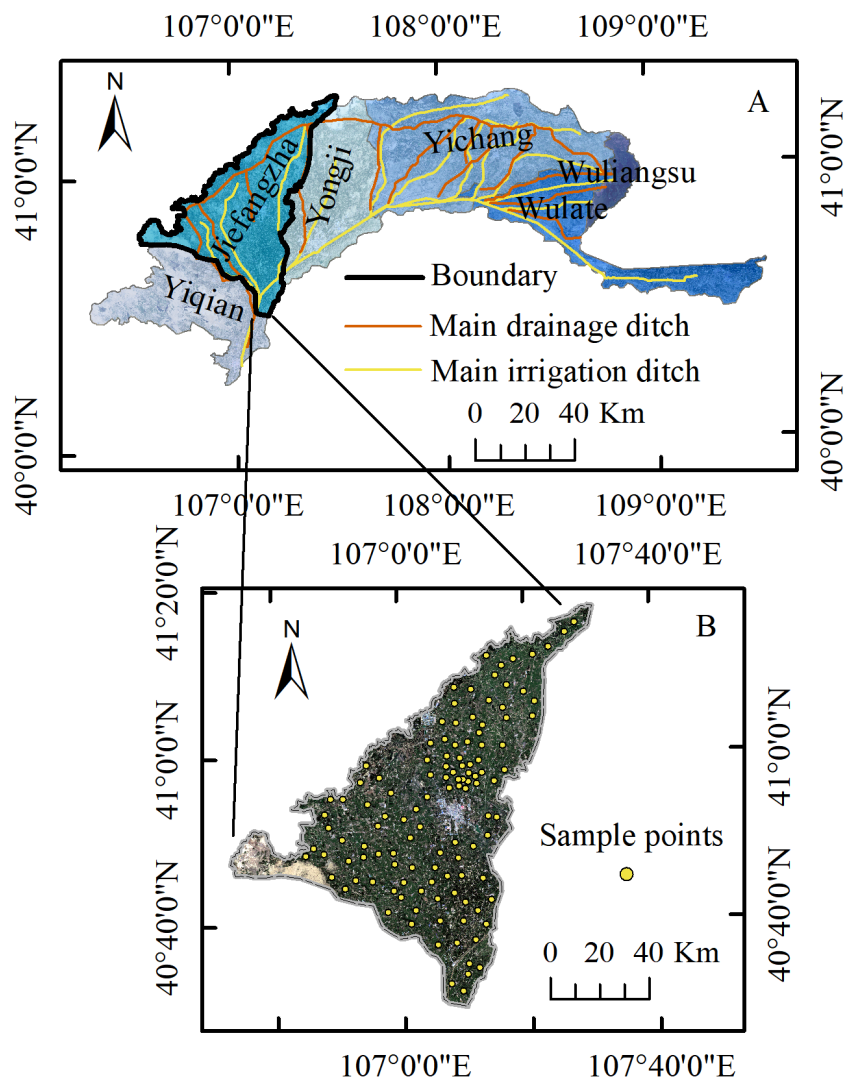 107°0'0"E 108°0'0"E 109°0'0"E
N
A
41°0'0"N
41°0'0"N
Jiefangzha
Yongji
Yichang
Wuliangsu
Wulate
Yiqian
Boundary
Main drainage ditch
Main irrigation ditch
0 20 40 Km
40°0'0"N
40°0'0"N
107°0'0"E 108°0'0"E 109°0'0"E
107°0'0"E 107°40'0"E
41°20'0"N
N
B
41°0'0"N
41°0'0"N
Sample points
40°40'0"N
40°40'0"N
0 20 40 Km
107°0'0"E 107°40'0"E